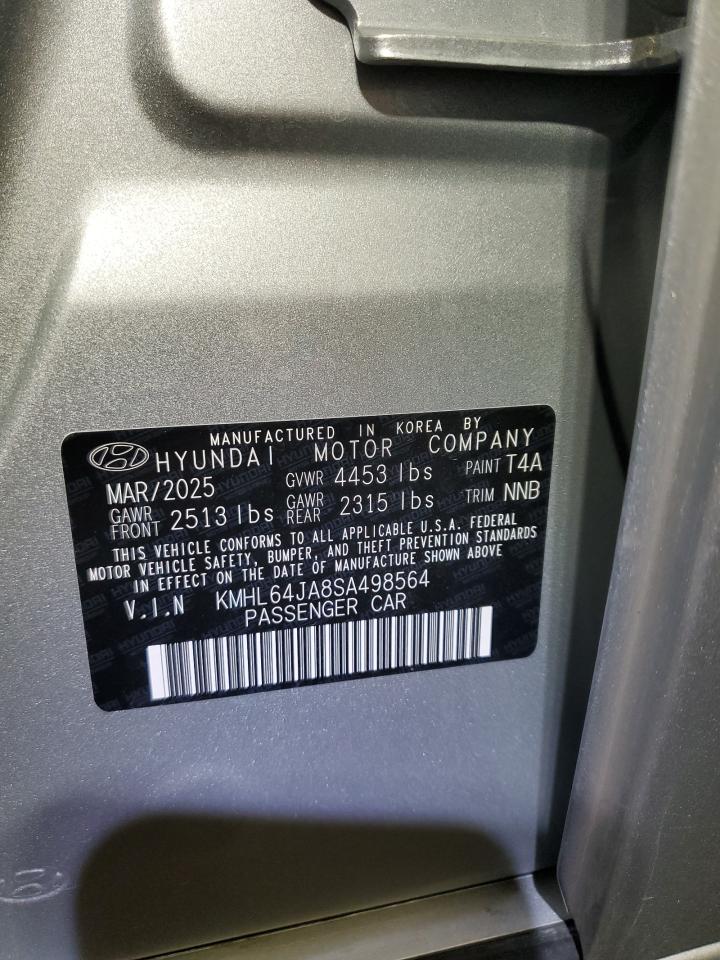 MANUFACTURED IN KOREA BY
HYUNDAI MOTOR COMPANY
MAR/2025 GVWR 4453 lbs PAINT T4A
GAWR FRONT 2513 lbs GAWR REAR 2315 lbs TRIM NNB
THIS VEHICLE CONFORMS TO ALL APPLICABLE U.S.A. FEDERAL
MOTOR VEHICLE SAFETY, BUMPER, AND THEFT PREVENTION STANDARDS
IN EFFECT ON THE DATE OF MANUFACTURE SHOWN ABOVE
V.I.N KMHL64JA8SA498564
PASSENGER CAR